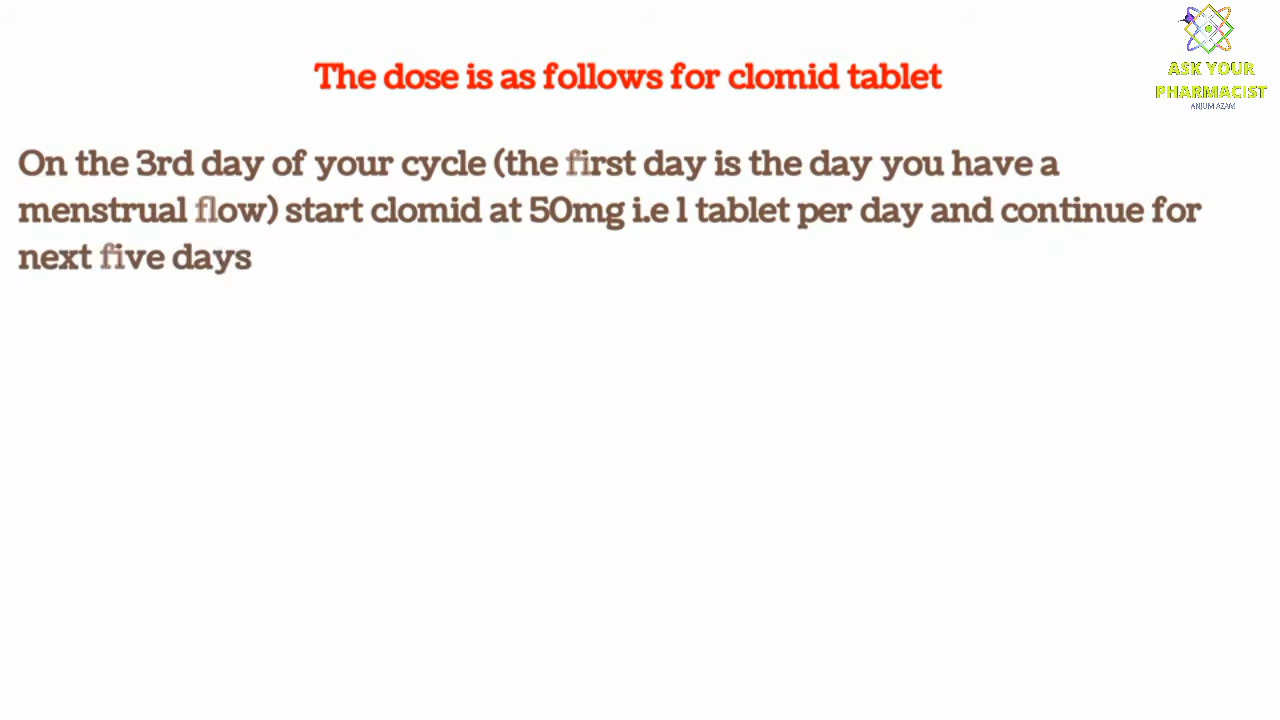 ASK YOUR
PHARMACIST
ANJUM AZAM
The dose is as follows for clomid tablet
On the 3rd day of your cycle (the first day is the day you have a
menstrual flow) start clomid at 50mg i.e 1 tablet per day and continue for
next five days